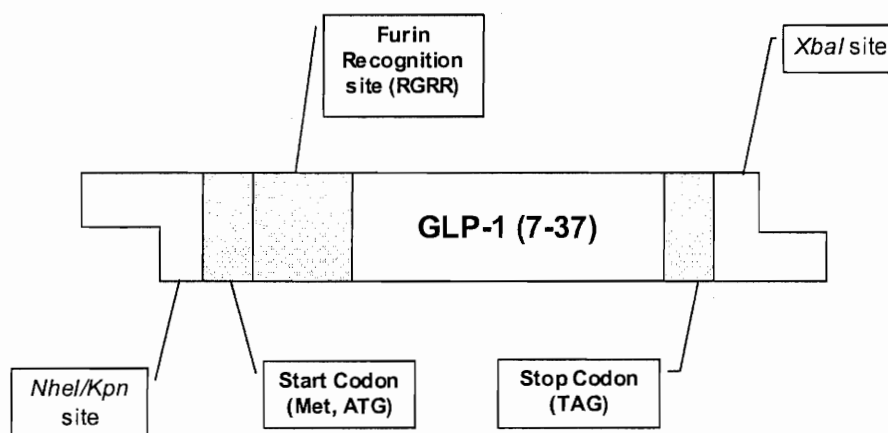 Furin
Recognition
site (RGRR)
XbaI site
GLP-1 (7-37)
NheI/Kpn
site
Start Codon
(Met, ATG)
Stop Codon
(TAG)